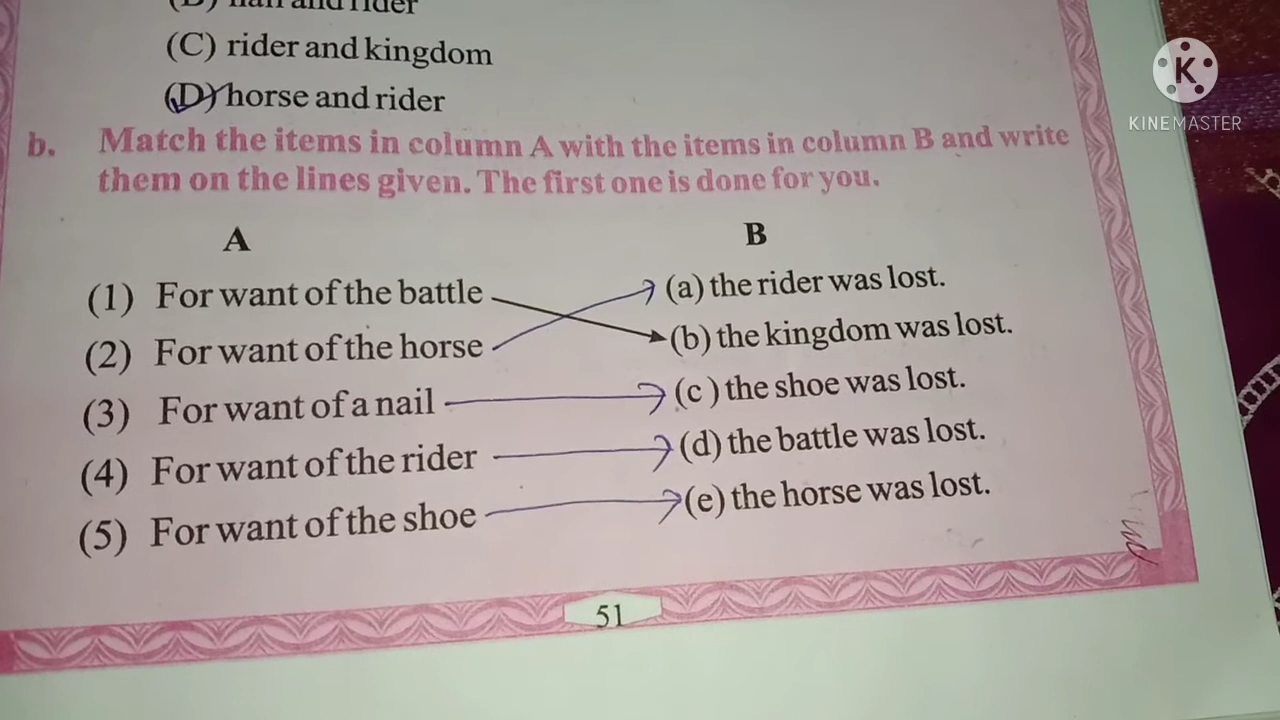 (B) nail and rider
(C) rider and kingdom
(D) horse and rider
b. Match the items in column A with the items in column B and write
them on the lines given. The first one is done for you.
A B
(1) For want of the battle (a) the rider was lost.
(2) For want of the horse (b) the kingdom was lost.
(3) For want of a nail (c) the shoe was lost.
(4) For want of the rider (d) the battle was lost.
(5) For want of the shoe (e) the horse was lost.
51
K
KINEMASTER